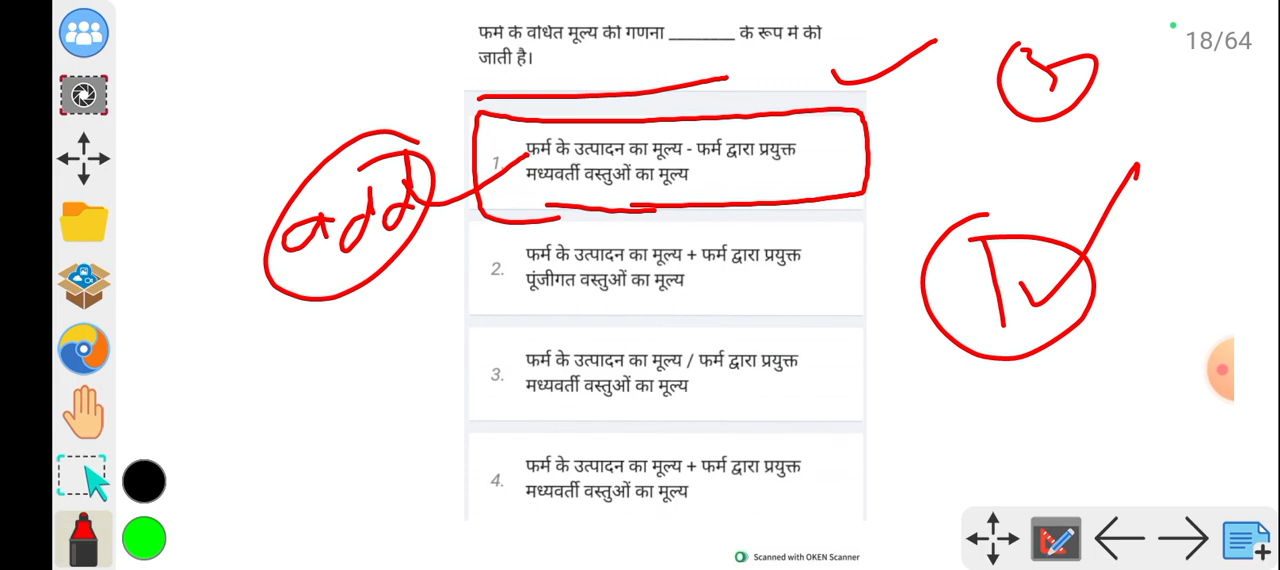 18/64
फर्म के वर्धित मूल्य की गणना ________ के रूप में की
जाती है।
1. फर्म के उत्पादन का मूल्य - फर्म द्वारा प्रयुक्त
मध्यवर्ती वस्तुओं का मूल्य
add
2. फर्म के उत्पादन का मूल्य + फर्म द्वारा प्रयुक्त
पूंजीगत वस्तुओं का मूल्य
3. फर्म के उत्पादन का मूल्य / फर्म द्वारा प्रयुक्त
मध्यवर्ती वस्तुओं का मूल्य
4. फर्म के उत्पादन का मूल्य + फर्म द्वारा प्रयुक्त
मध्यवर्ती वस्तुओं का मूल्य
Scanned with OKEN Scanner